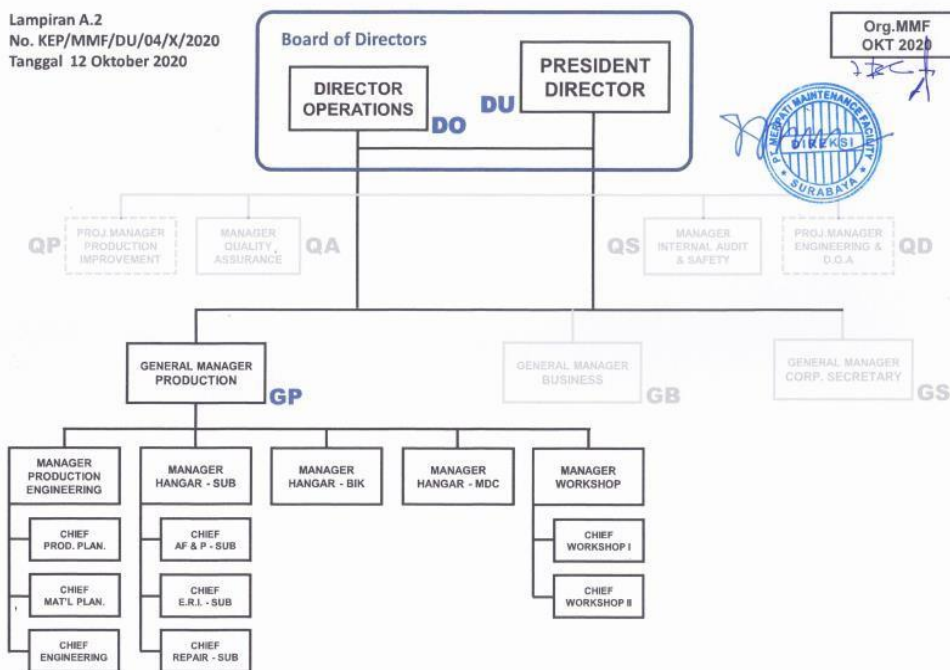 Lampiran A.2
No. KEP/MMF/DU/04/X/2020
Tanggal 12 Oktober 2020
Board of Directors
Org.MMF
OKT 2020
DIRECTOR
OPERATIONS
DO
PRESIDENT
DIRECTOR
DU
PT. MERPATI MAINTENANCE FACILITY
DIREKSI
* SURABAYA *
QP
PROJ.MANAGER
PRODUCTION
IMPROVEMENT
MANAGER
QUALITY
ASSURANCE
QA
QS
MANAGER
INTERNAL AUDIT
& SAFETY
PROJ.MANAGER
ENGINEERING &
D.O.A
QD
GENERAL MANAGER
PRODUCTION
GP
GENERAL MANAGER
BUSINESS
GB
GENERAL MANAGER
CORP. SECRETARY
GS
MANAGER
PRODUCTION
ENGINEERING
MANAGER
HANGAR - SUB
MANAGER
HANGAR - BIK
MANAGER
HANGAR - MDC
MANAGER
WORKSHOP
CHIEF
PROD. PLAN.
CHIEF
AF & P - SUB
CHIEF
WORKSHOP I
CHIEF
MAT'L PLAN.
CHIEF
E.R.I. - SUB
CHIEF
WORKSHOP II
CHIEF
ENGINEERING
CHIEF
REPAIR - SUB